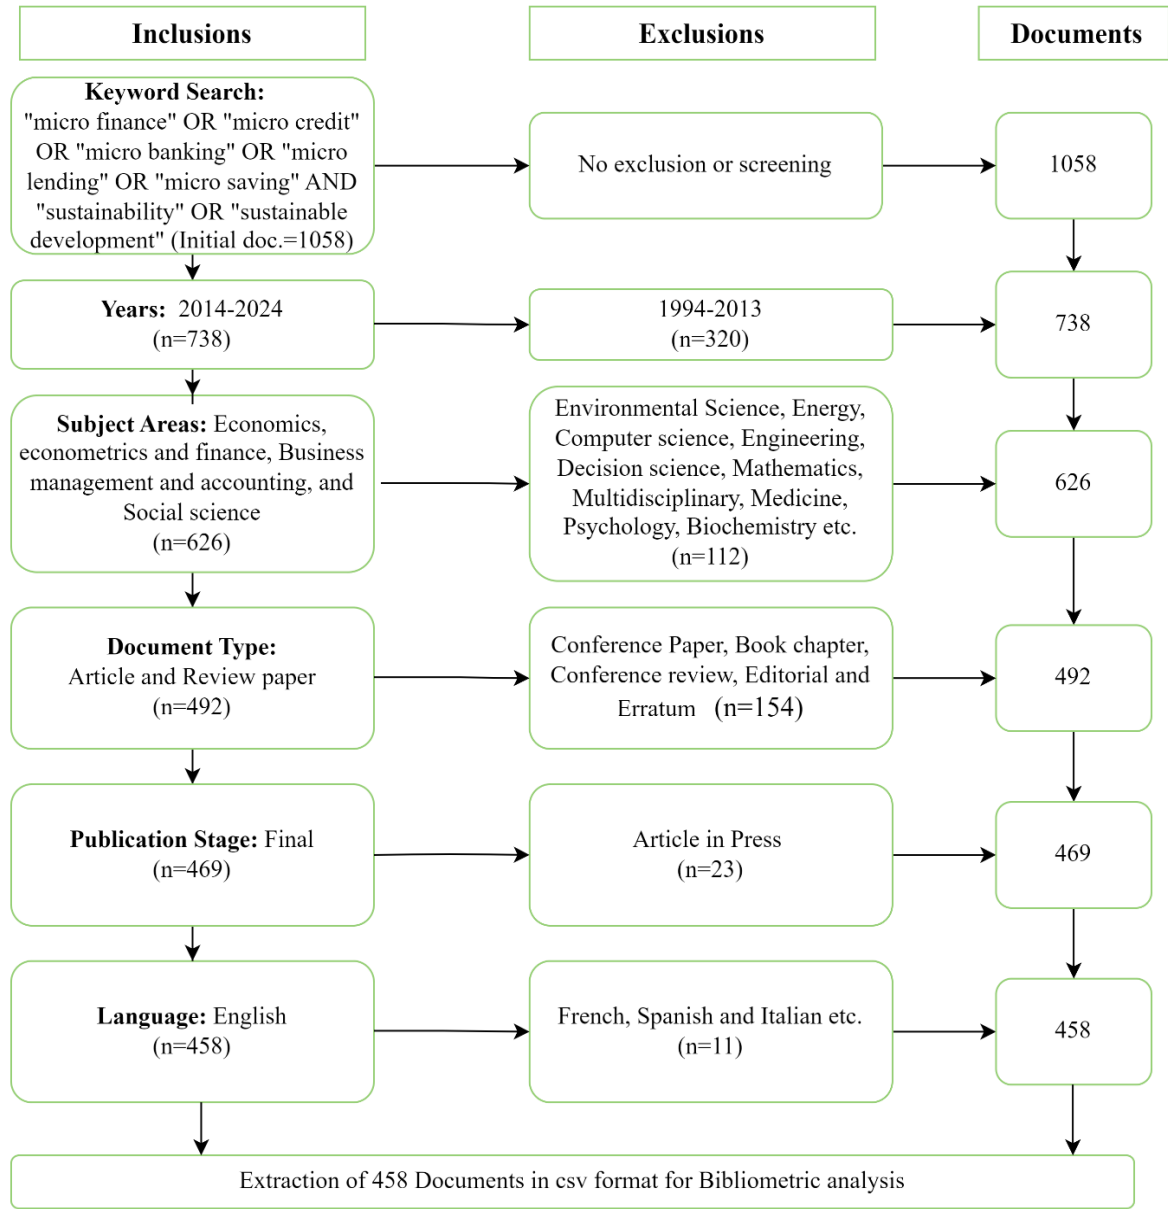 Inclusions
Exclusions
Documents
Keyword Search:
"micro finance" OR "micro credit"
OR "micro banking" OR "micro
lending" OR "micro saving" AND
"sustainability" OR "sustainable
development" (Initial doc.=1058)
No exclusion or screening
1058
Years: 2014-2024
(n=738)
1994-2013
(n=320)
738
Subject Areas: Economics,
econometrics and finance, Business
management and accounting, and
Social science
(n=626)
Environmental Science, Energy,
Computer science, Engineering,
Decision science, Mathematics,
Multidisciplinary, Medicine,
Psychology, Biochemistry etc.
(n=112)
626
Document Type:
Article and Review paper
(n=492)
Conference Paper, Book chapter,
Conference review, Editorial and
Erratum (n=154)
492
Publication Stage: Final
(n=469)
Article in Press
(n=23)
469
Language: English
(n=458)
French, Spanish and Italian etc.
(n=11)
458
Extraction of 458 Documents in csv format for Bibliometric analysis